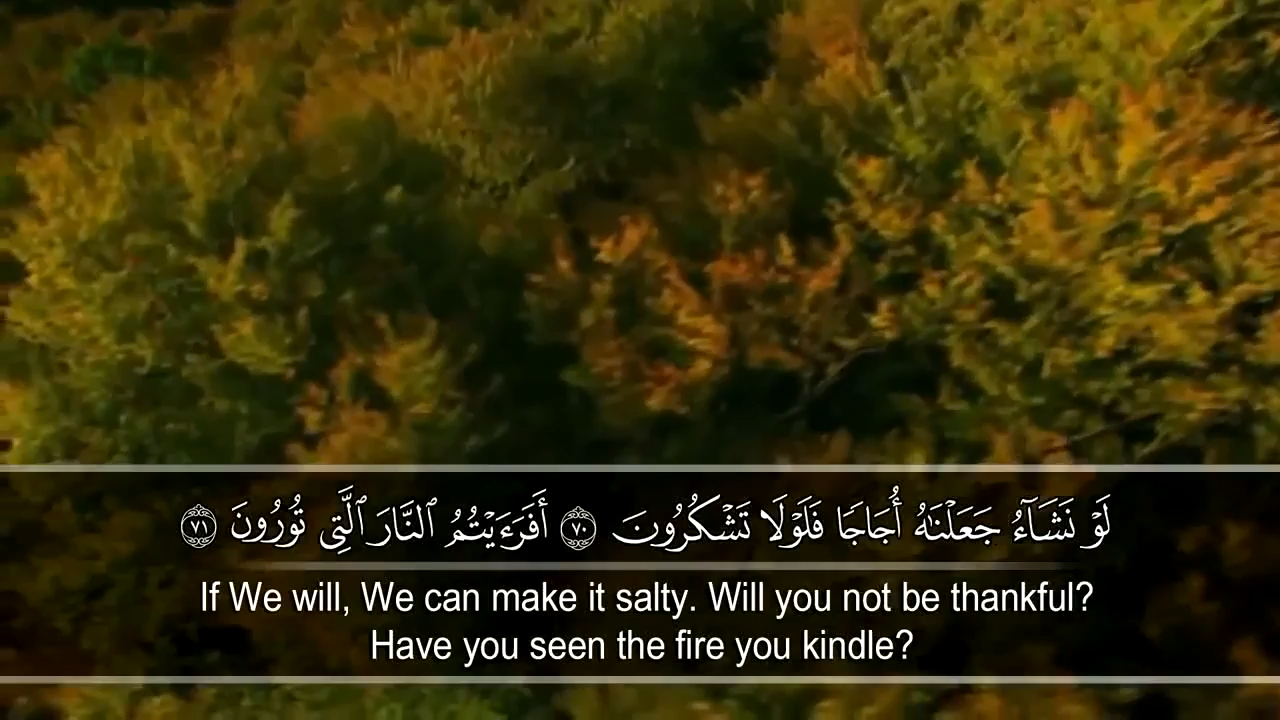 لَوْ نَشَآءُ جَعَلْنَٰهُ أُجَاجًا فَلَوْلَا تَشْكُرُونَ ٧٠ أَفَرَءَيْتُمُ ٱلنَّارَ ٱلَّتِى تُورُونَ ٧١
If We will, We can make it salty. Will you not be thankful?
Have you seen the fire you kindle?